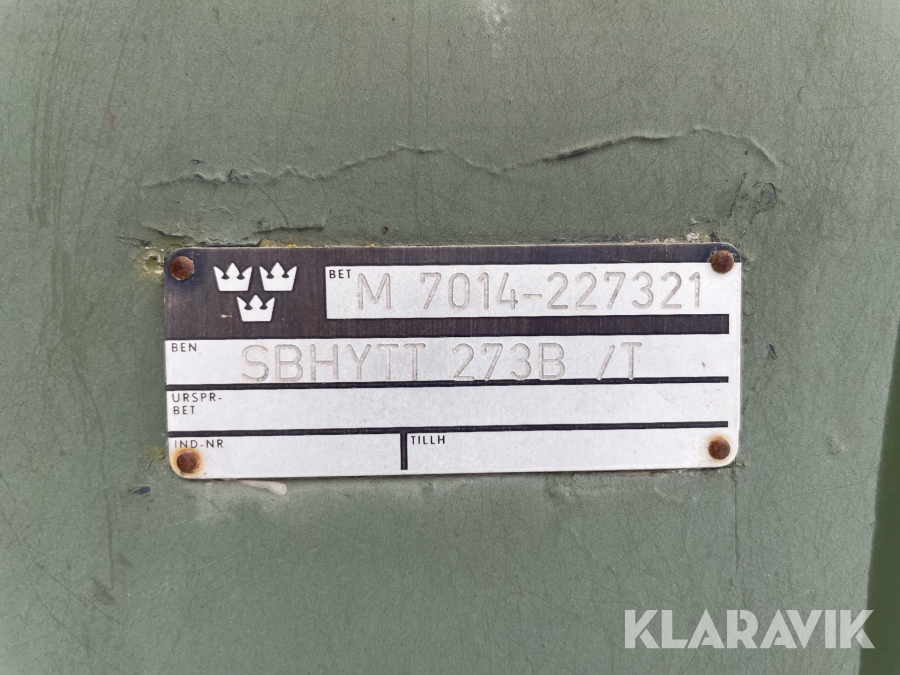 BET M 7014-227321
BEN SBHYTT 273B /T
URSPR-
BET
IND-NR TILLH
KLARAVIK